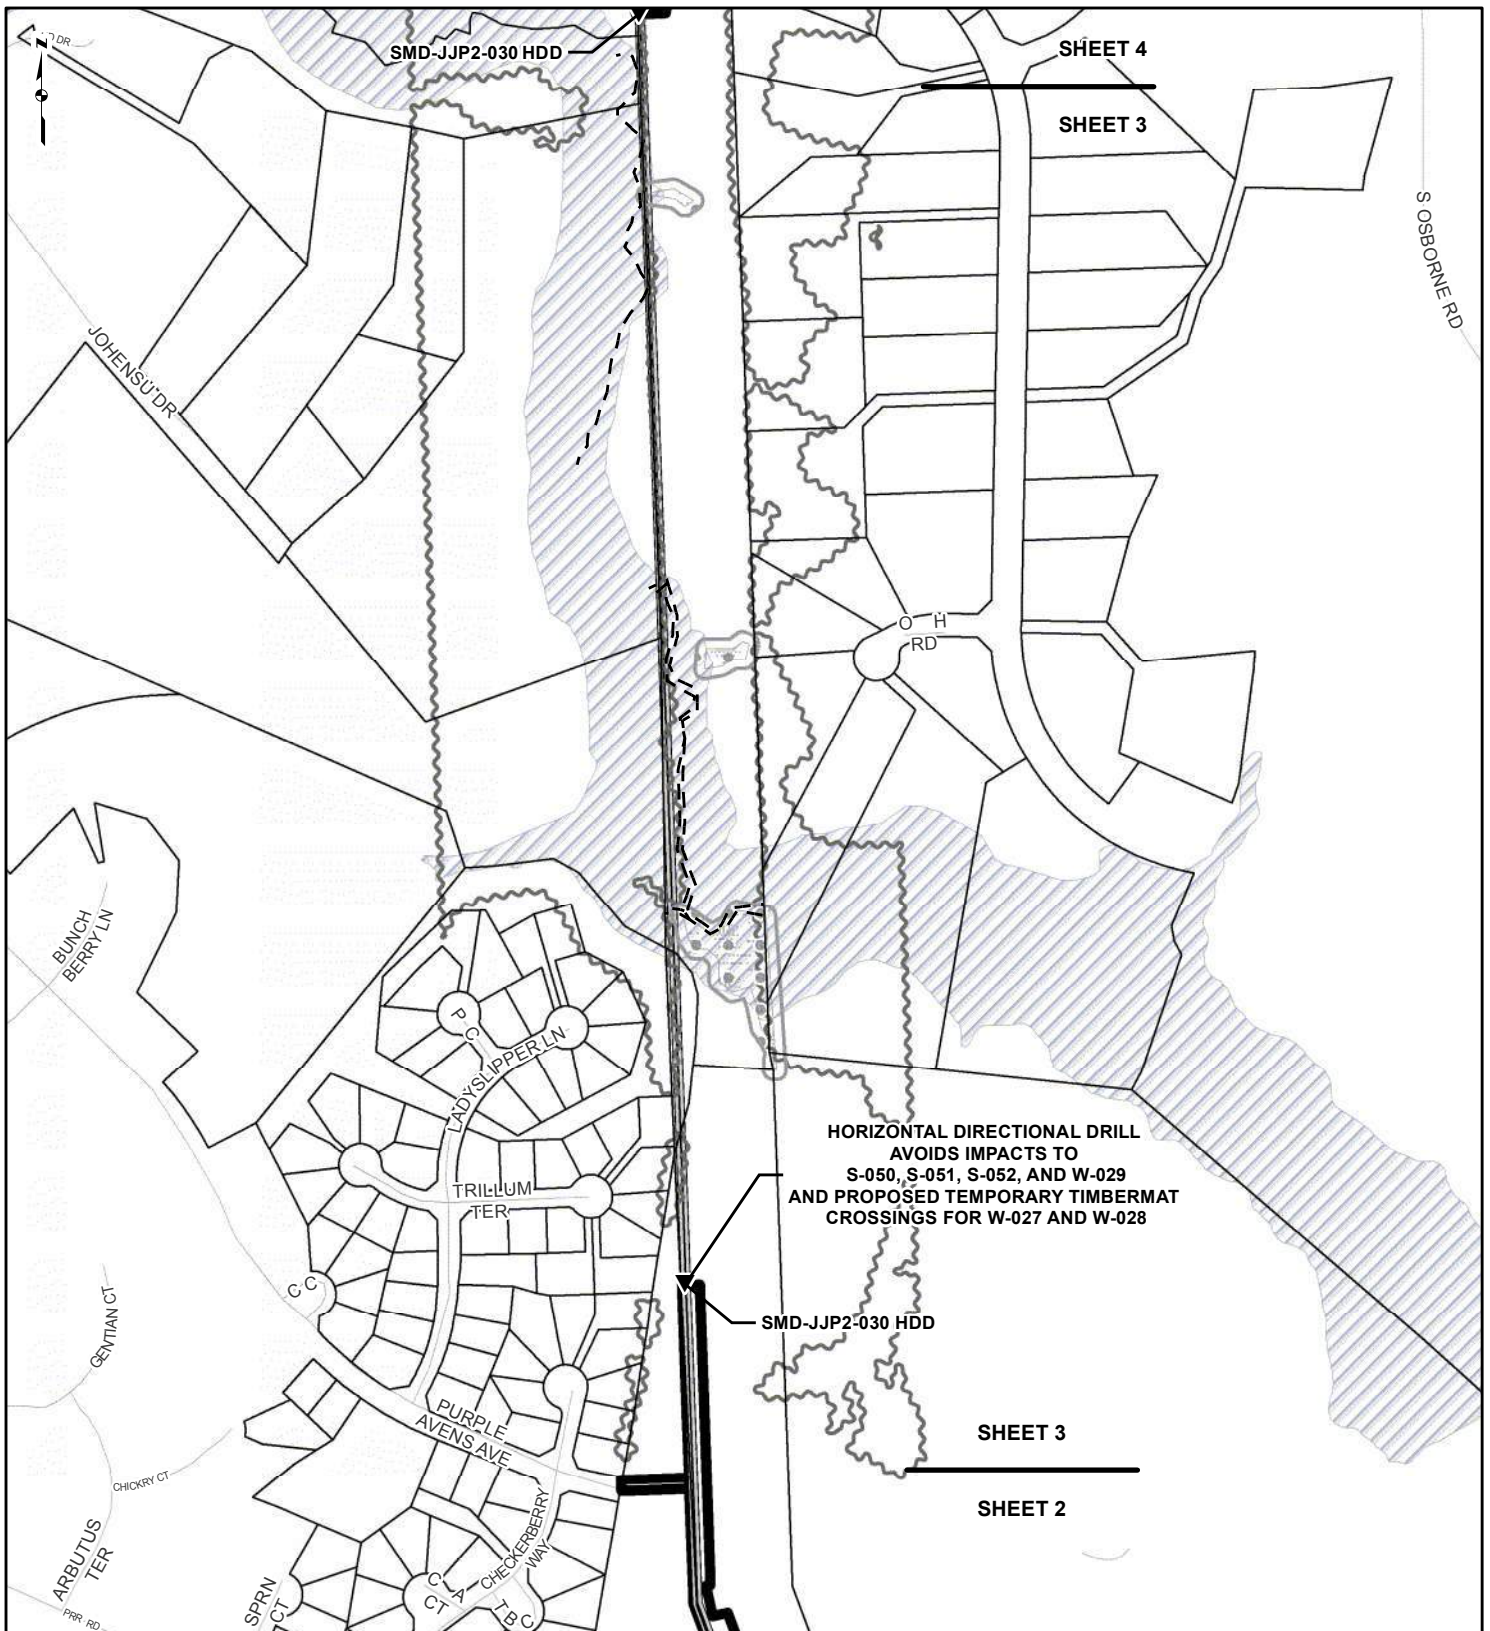 SMD-JJP2-030 HDD
SHEET 4
N
DR
SHEET 3
S OSBORNE RD
JOHENSU DR
O H
RD
BUNCH
BERRY LN
P C
LADYSLIPPER LN
HORIZONTAL DIRECTIONAL DRILL
AVOIDS IMPACTS TO
S-050, S-051, S-052, AND W-029
AND PROPOSED TEMPORARY TIMBERMAT
CROSSINGS FOR W-027 AND W-028
TRILLUM
TER
C C
GENTIAN CT
SMD-JJP2-030 HDD
PURPLE
AVENS AVE
SHEET 3
CHICKRY CT
SHEET 2
CHECKERBERRY
WAY
ARBUTUS
TER
SPRN
CT
C A
CT
T B C
PRR RD